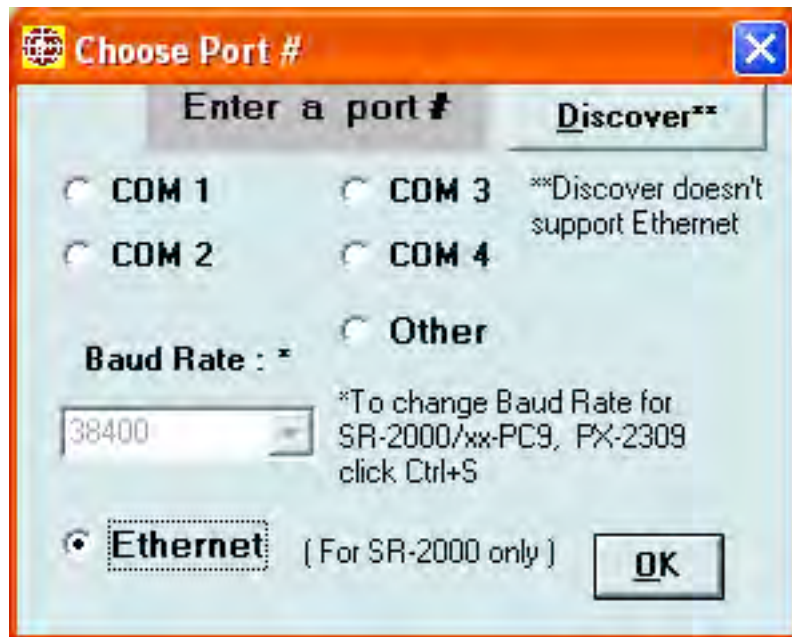 Choose Port #
Enter a port #
Discover**
COM 1
COM 3
**Discover doesn't
support Ethernet
COM 2
COM 4
Other
Baud Rate : *
38400
*To change Baud Rate for
SR-2000/xx-PC9, PX-2309
click Ctrl+S
Ethernet
( For SR-2000 only )
OK